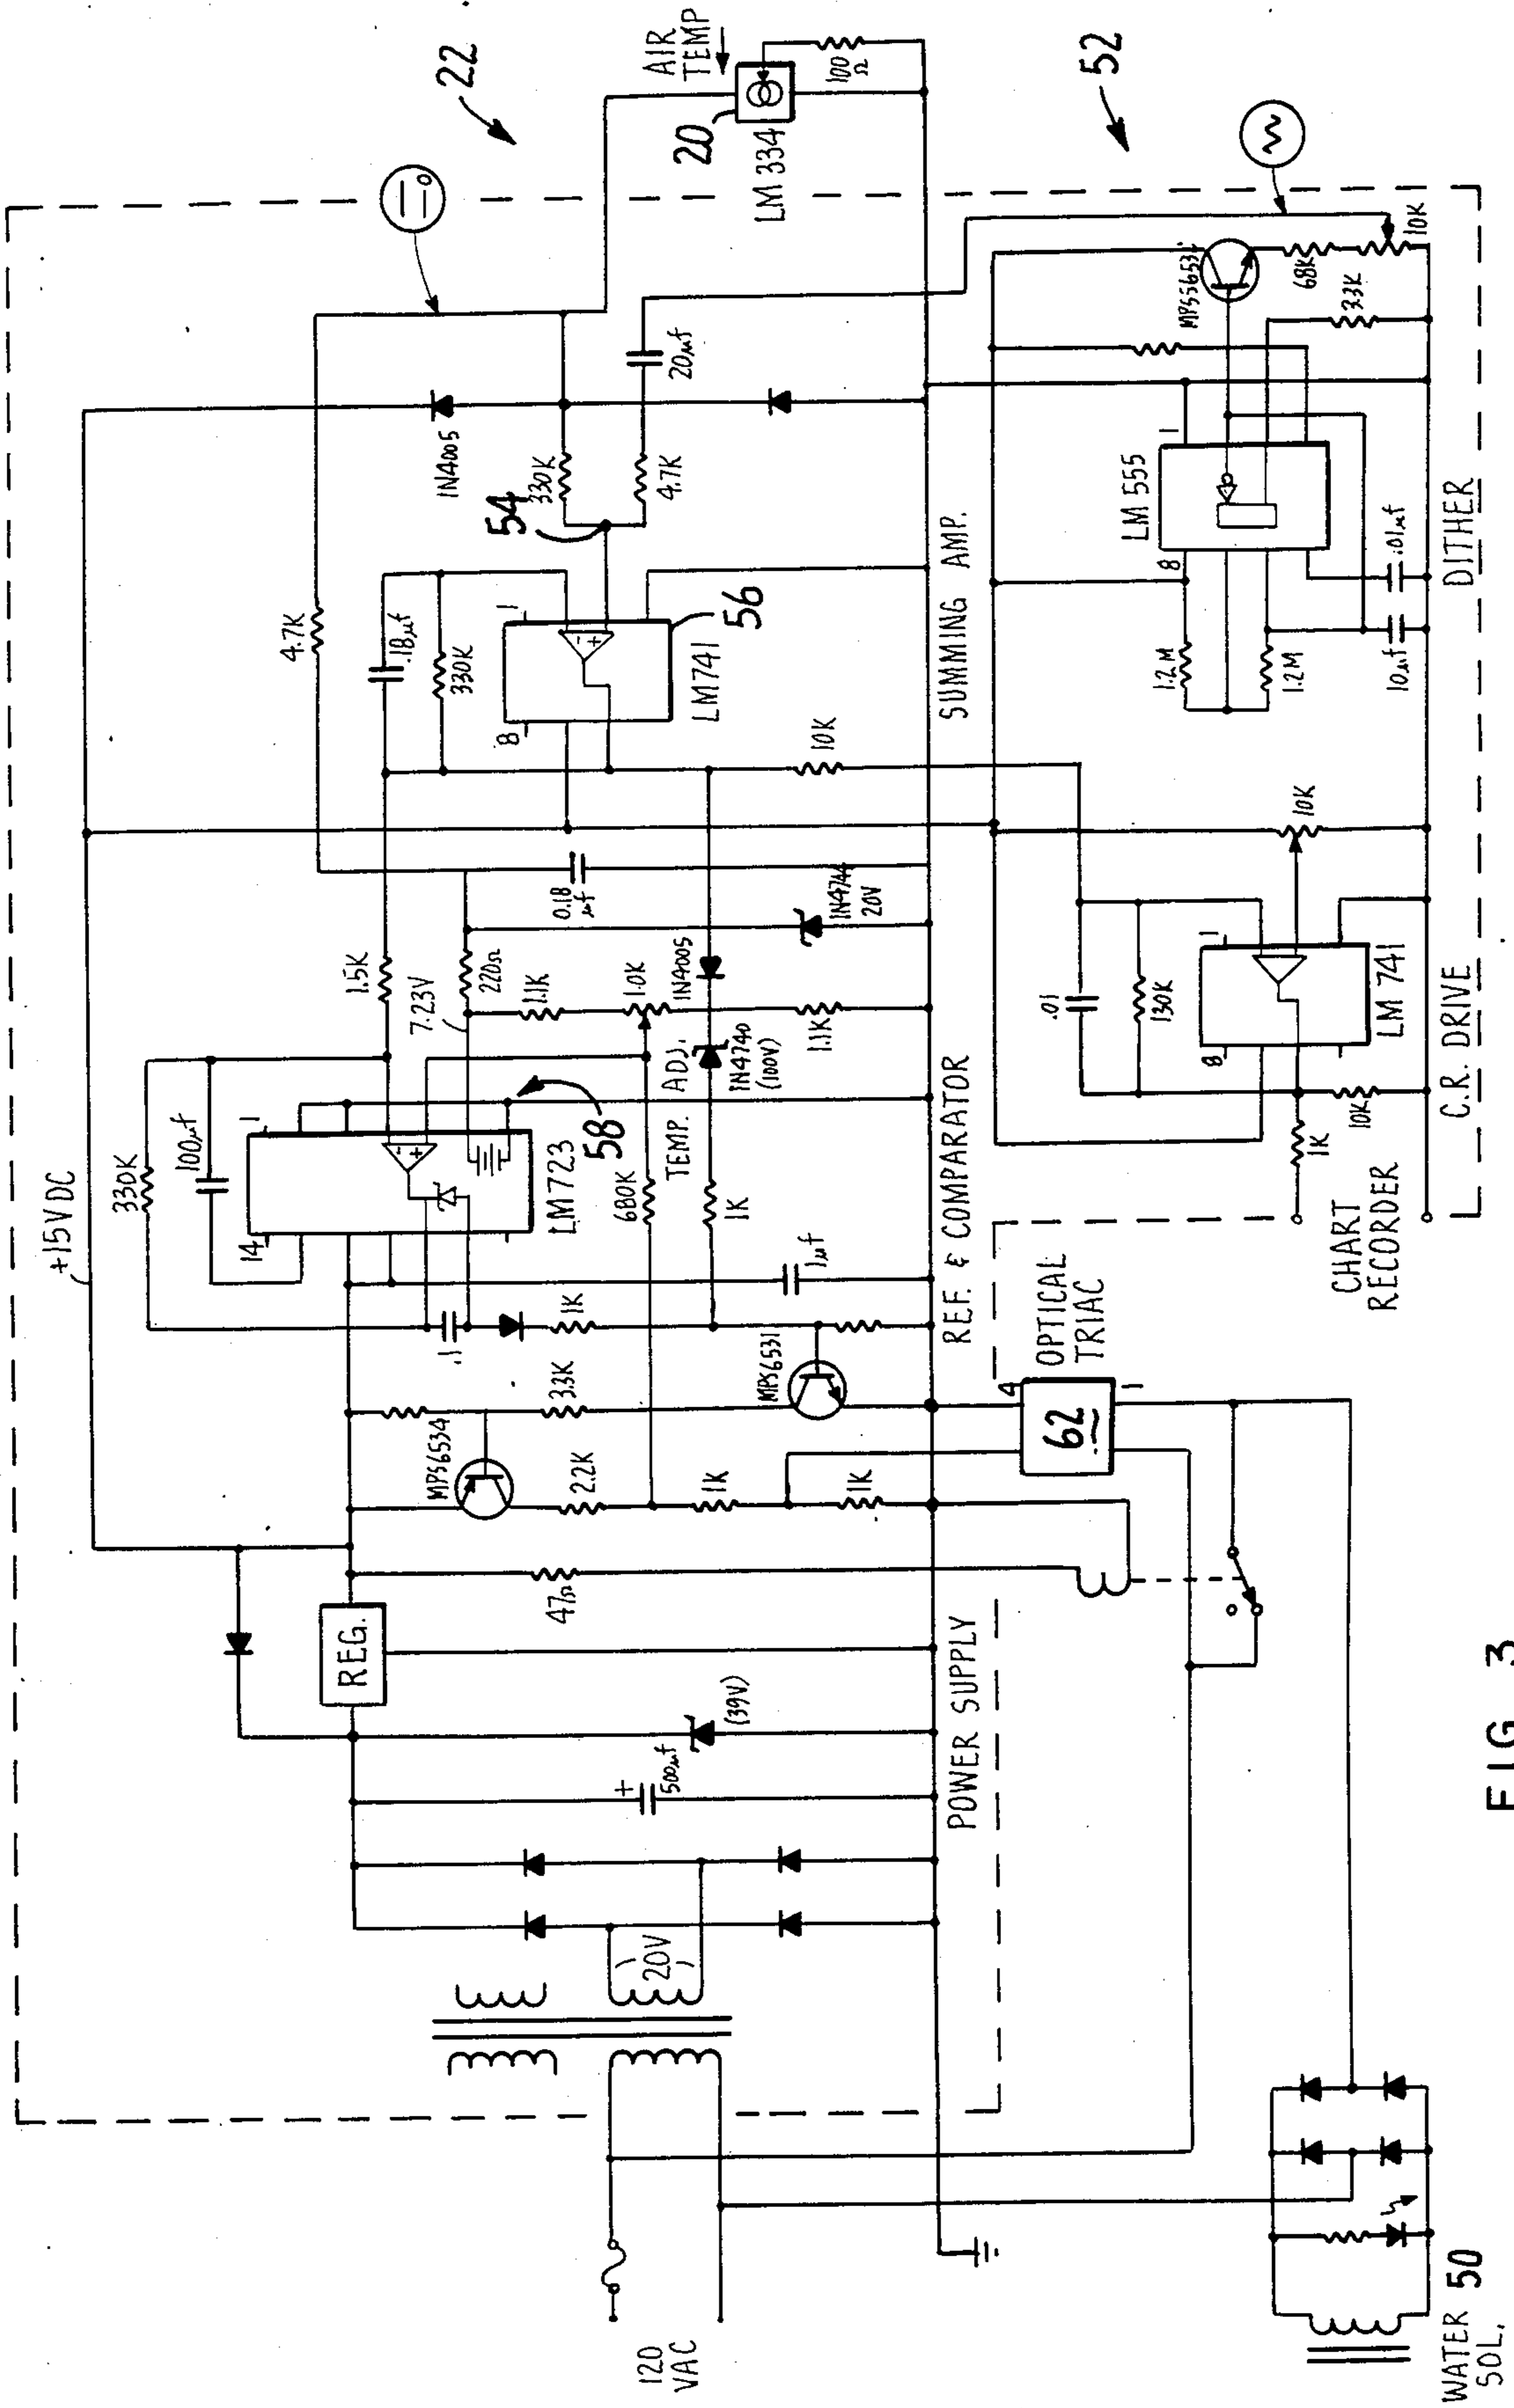 +15V DC
330K
100µf
14
1
LM723
58
REG.
47Ω
MPS6534
3.3K
2.2K
1K
1K
MPS6531
.1
1K
1µf
680K
TEMP. ADJ.
1K
1N4740
(100V)
1.5K
7.23V
220Ω
1.1K
1.0K
1N4005
1.1K
0.18
µf
1N4744
20V
4.7K
.18µf
330K
8
1
LM741
56
10K
54
330K
4.7K
1N4005
20µf
22
AIR
TEMP
20
LM 334
100
Ω
52
120
VAC
(20V)
500µf
+
(39V)
POWER SUPPLY
REF. & COMPARATOR
SUMMING AMP.
OPTICAL
TRIAC
4
1
62
CHART
RECORDER
1K
10K
C.R. DRIVE
8
1
LM 741
.01
130K
10K
1.2M
1.2M
10µf
.01µf
8
1
LM 555
DITHER
MPS6531
68K
3.3K
10K
WATER 50
SOL.
FIG. 3